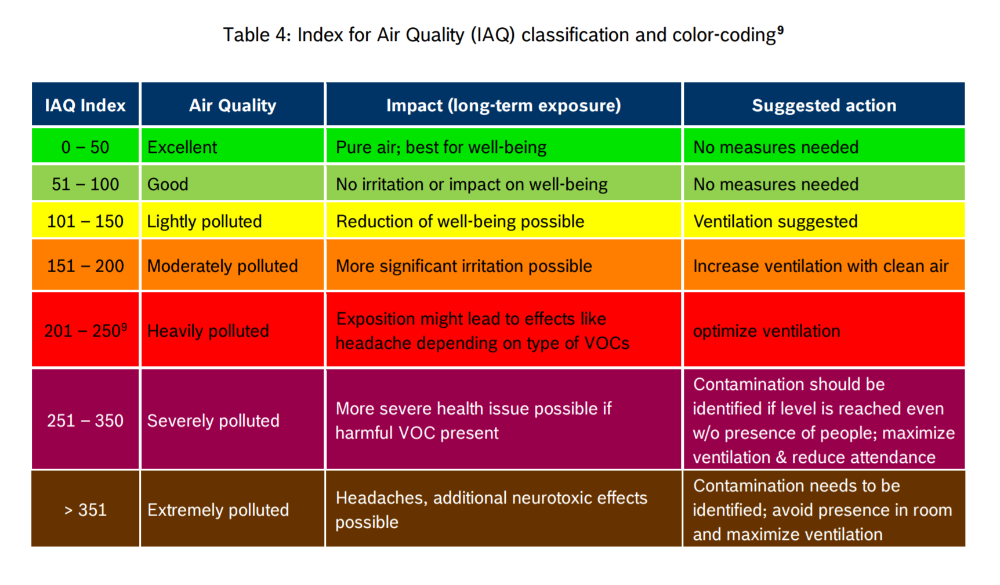 Table 4: Index for Air Quality (IAQ) classification and color-coding⁹
IAQ Index Air Quality Impact (long-term exposure) Suggested action
0 – 50 Excellent Pure air; best for well-being No measures needed
51 – 100 Good No irritation or impact on well-being No measures needed
101 – 150 Lightly polluted Reduction of well-being possible Ventilation suggested
151 – 200 Moderately polluted More significant irritation possible Increase ventilation with clean air
201 – 250⁹ Heavily polluted
Exposition might lead to effects like
headache depending on type of VOCs
optimize ventilation
251 – 350 Severely polluted
More severe health issue possible if
harmful VOC present
Contamination should be
identified if level is reached even
w/o presence of people; maximize
ventilation & reduce attendance
> 351 Extremely polluted
Headaches, additional neurotoxic effects
possible
Contamination needs to be
identified; avoid presence in room
and maximize ventilation